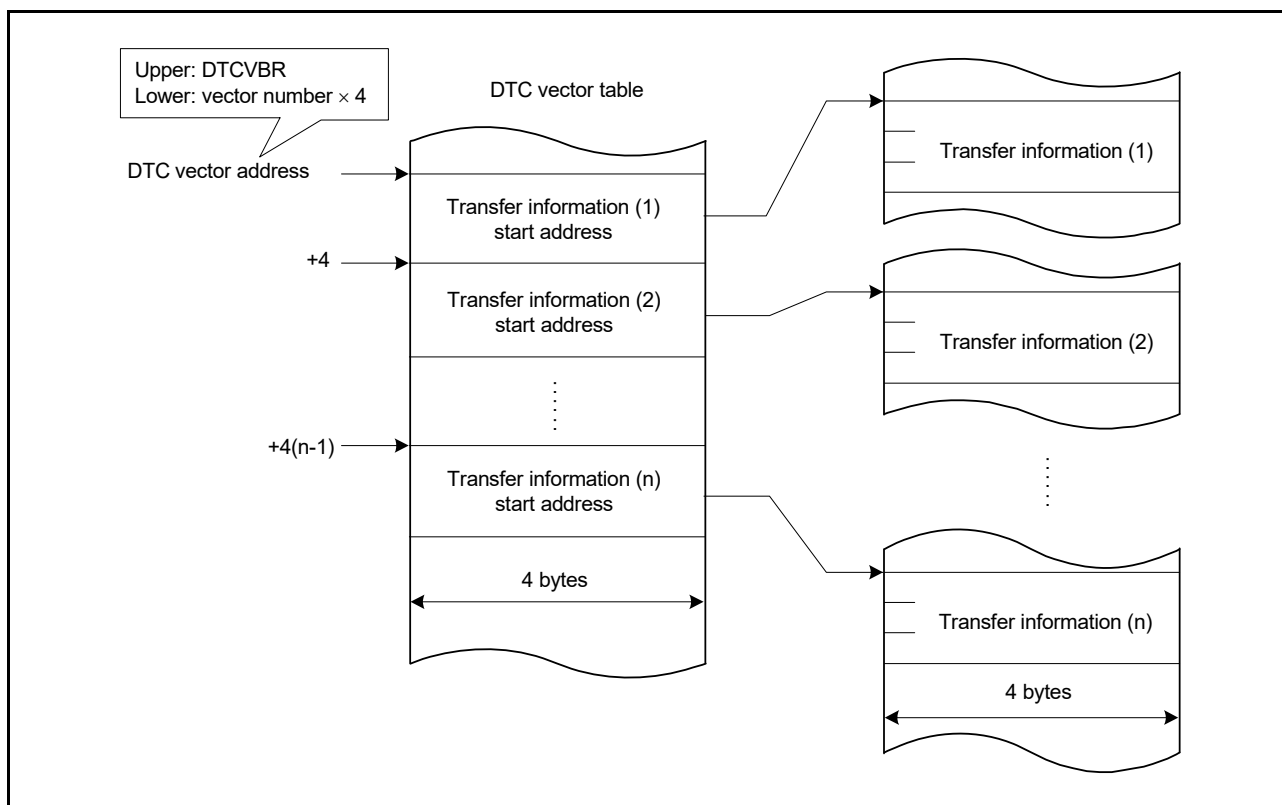 Upper: DTCVBR
Lower: vector number × 4
DTC vector address
+4
+4(n-1)
DTC vector table
Transfer information (1)
start address
Transfer information (2)
start address
Transfer information (n)
start address
4 bytes
Transfer information (1)
Transfer information (2)
Transfer information (n)
4 bytes